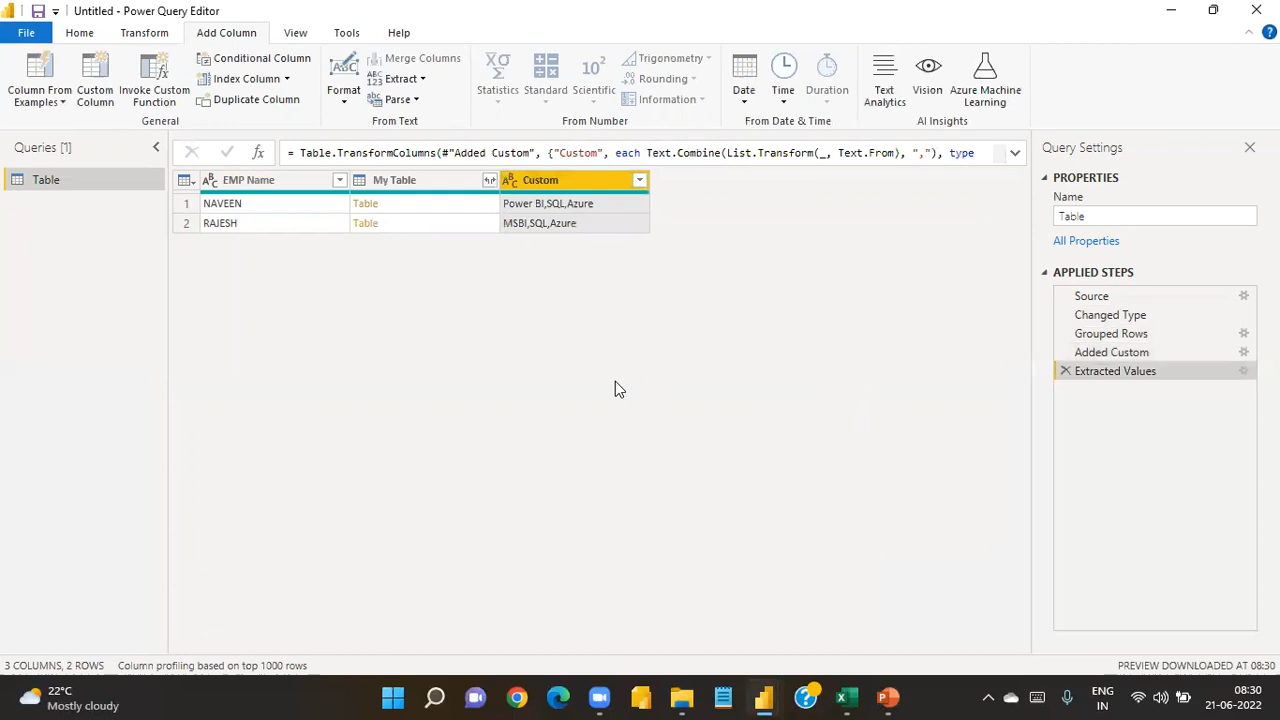 Untitled - Power Query Editor
File Home Transform Add Column View Tools Help
Column From Examples
Custom Column
Invoke Custom Function
Conditional Column
Index Column
Duplicate Column
General
Format
Merge Columns
Extract
Parse
From Text
Statistics
Standard
Scientific
Trigonometry
Rounding
Information
From Number
Date
Time
Duration
From Date & Time
Text Analytics
Vision
Azure Machine Learning
AI Insights
Queries [1]
Table
= Table.TransformColumns(#"Added Custom", {"Custom", each Text.Combine(List.Transform(_, Text.From), ","), type
EMP Name My Table Custom
1 NAVEEN Table Power BI,SQL,Azure
2 RAJESH Table MSBI,SQL,Azure
Query Settings
PROPERTIES
Name
Table
All Properties
APPLIED STEPS
Source
Changed Type
Grouped Rows
Added Custom
Extracted Values
3 COLUMNS, 2 ROWS Column profiling based on top 1000 rows
PREVIEW DOWNLOADED AT 08:30
22°C
Mostly cloudy
ENG
IN
08:30
21-06-2022